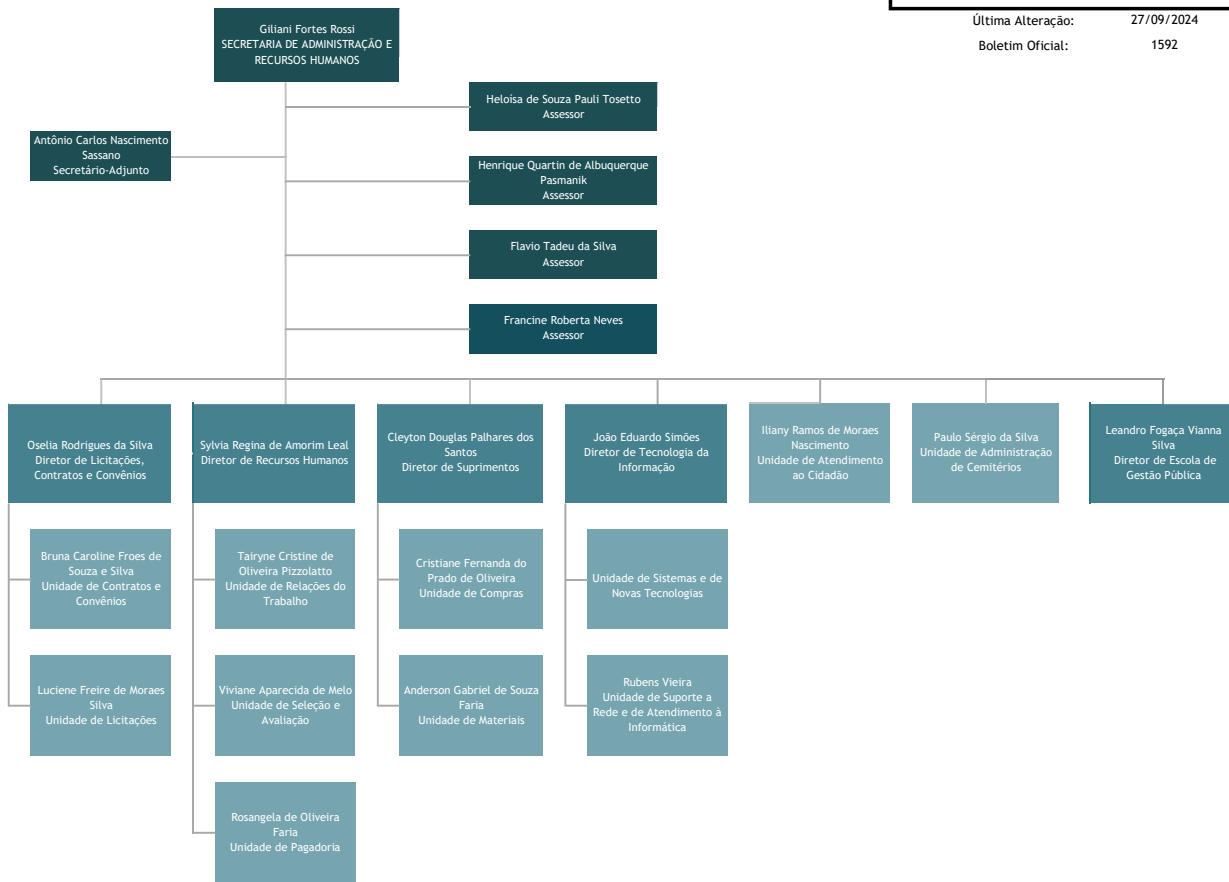 Última Alteração: 27/09/2024
Boletim Oficial: 1592
Giliani Fortes Rossi
SECRETARIA DE ADMINISTRAÇÃO E
RECURSOS HUMANOS
Heloísa de Souza Pauli Tosetto
Assessor
Antônio Carlos Nascimento
Sassano
Secretário-Adjunto
Henrique Quartin de Albuquerque
Pasmanik
Assessor
Flavio Tadeu da Silva
Assessor
Francine Roberta Neves
Assessor
Oselia Rodrigues da Silva
Diretor de Licitações,
Contratos e Convênios
Sylvia Regina de Amorim Leal
Diretor de Recursos Humanos
Cleyton Douglas Palhares dos
Santos
Diretor de Suprimentos
João Eduardo Simões
Diretor de Tecnologia da
Informação
Iliany Ramos de Moraes
Nascimento
Unidade de Atendimento
ao Cidadão
Paulo Sérgio da Silva
Unidade de Administração
de Cemitérios
Leandro Fogaça Vianna
Silva
Diretor de Escola de
Gestão Pública
Bruna Caroline Froes de
Souza e Silva
Unidade de Contratos e
Convênios
Tairyne Cristine de
Oliveira Pizzolatto
Unidade de Relações do
Trabalho
Cristiane Fernanda do
Prado de Oliveira
Unidade de Compras
Unidade de Sistemas e de
Novas Tecnologias
Luciene Freire de Moraes
Silva
Unidade de Licitações
Viviane Aparecida de Melo
Unidade de Seleção e
Avaliação
Anderson Gabriel de Souza
Faria
Unidade de Materiais
Rubens Vieira
Unidade de Suporte a
Rede e de Atendimento à
Informática
Rosangela de Oliveira
Faria
Unidade de Pagadoria